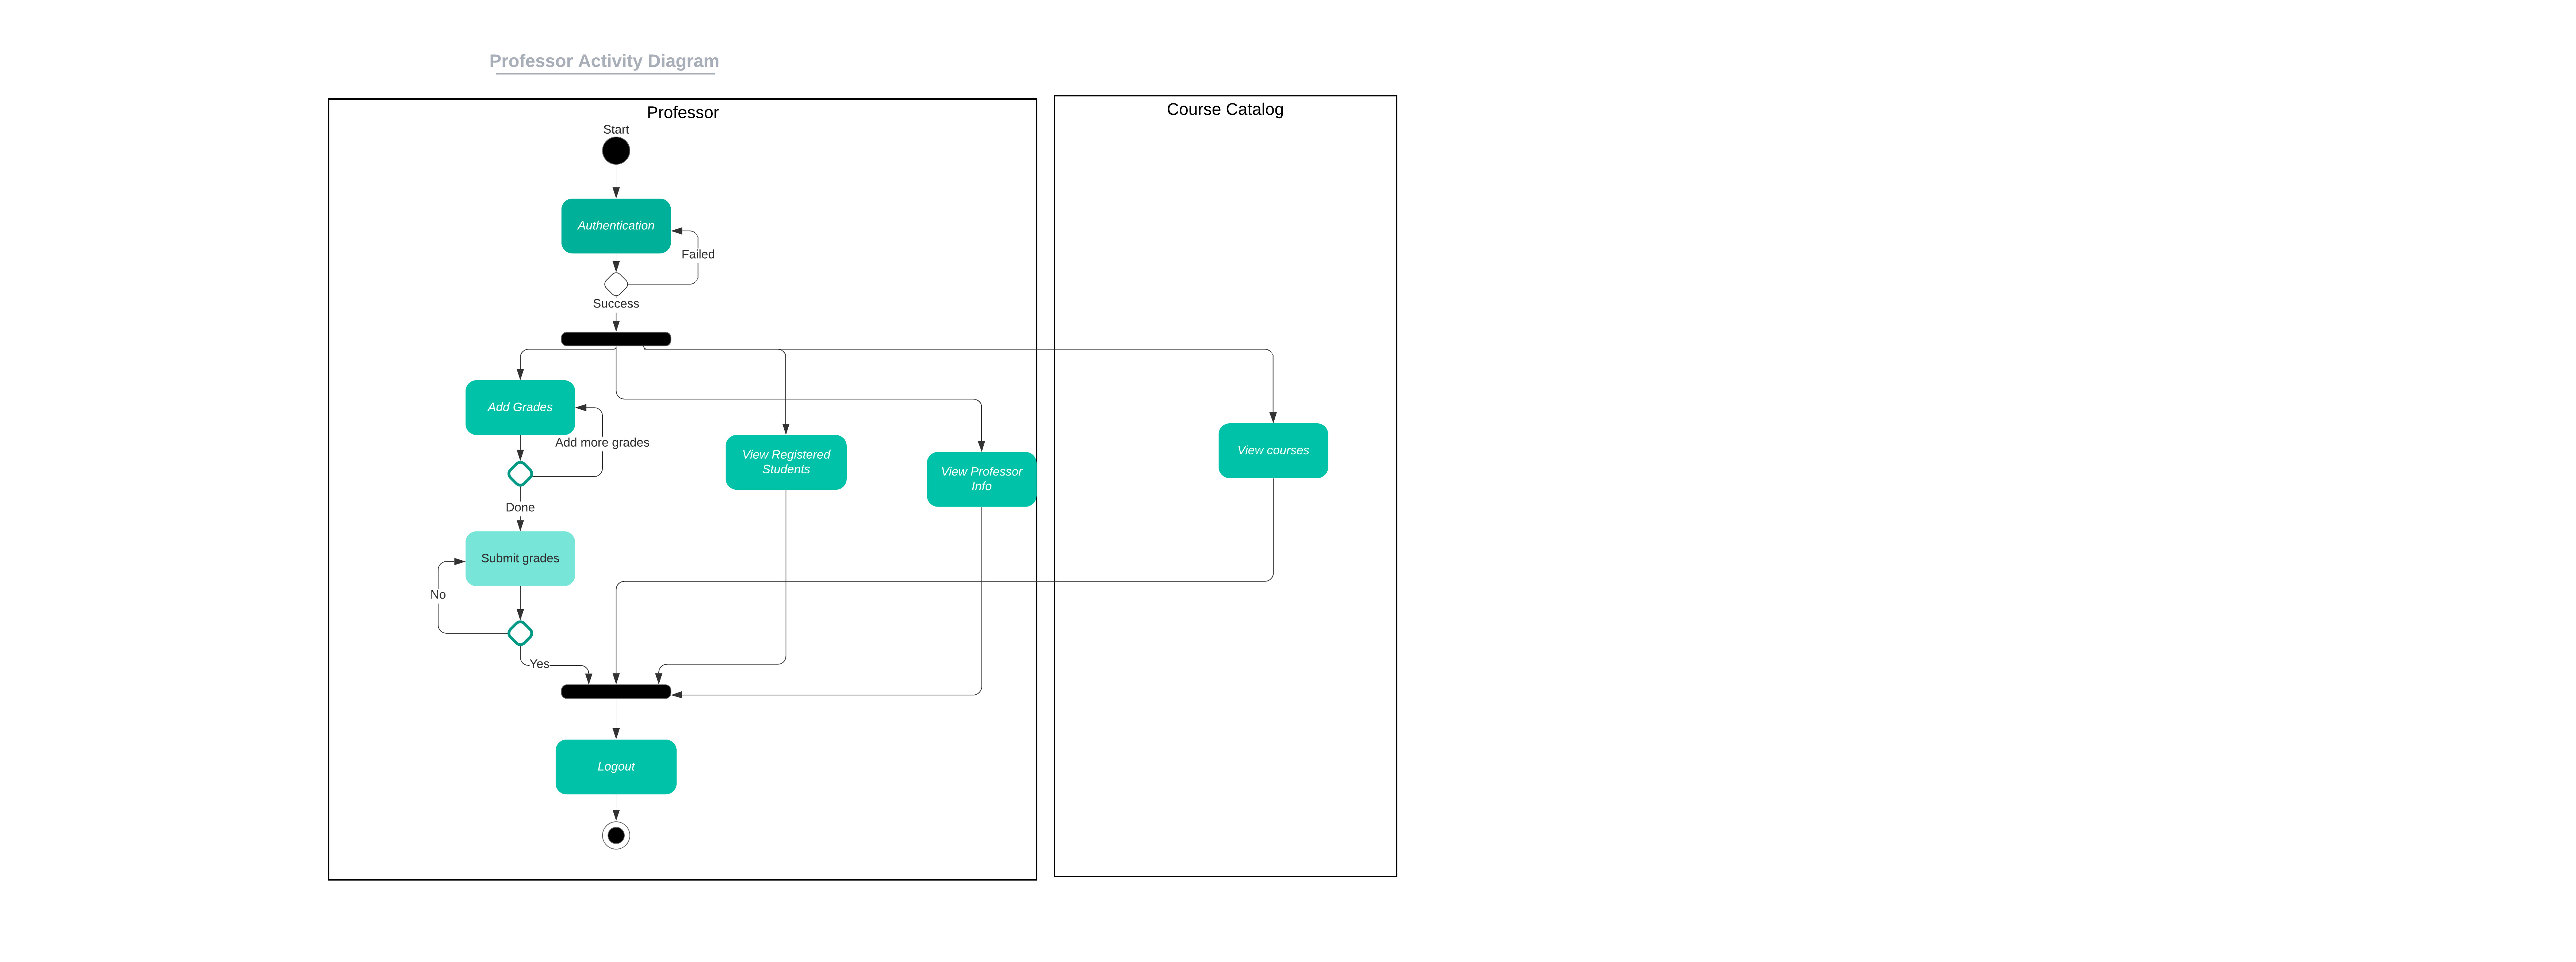 Professor Activity Diagram
Professor
Course Catalog
Start
Authentication
Failed
Success
Add Grades
Add more grades
View Registered
Students
View Professor
Info
View courses
Done
Submit grades
No
Yes
Logout